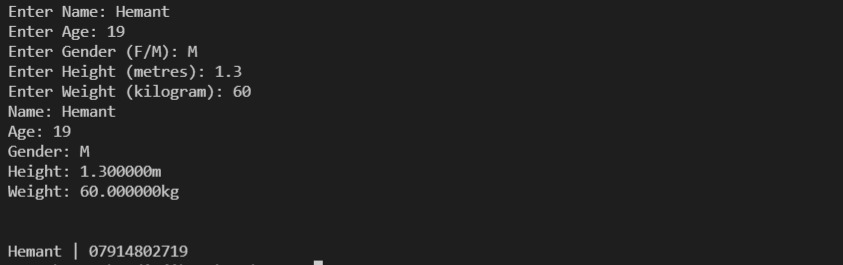 Enter Name: Hemant
Enter Age: 19
Enter Gender (F/M): M
Enter Height (metres): 1.3
Enter Weight (kilogram): 60
Name: Hemant
Age: 19
Gender: M
Height: 1.300000m
Weight: 60.000000kg
Hemant | 07914802719